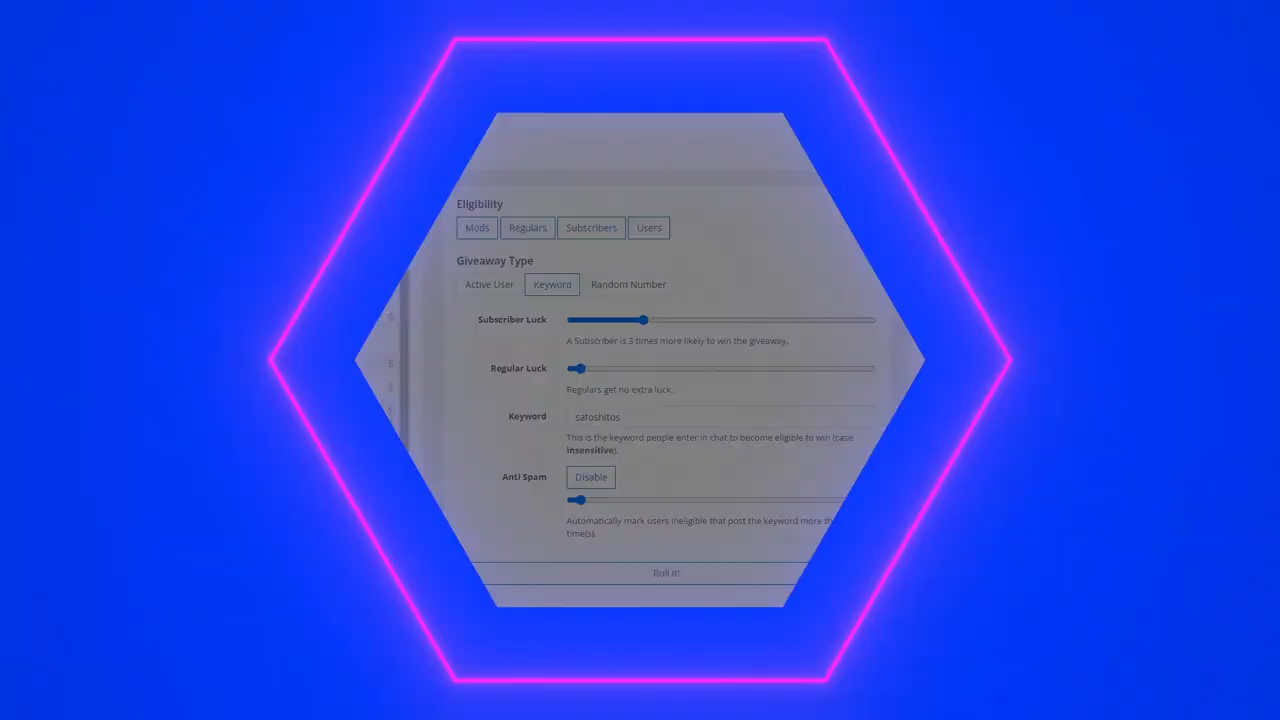 Eligibility
Mods Regulars Subscribers Users
Giveaway Type
Active User Keyword Random Number
Subscriber Luck
A Subscriber is 3 times more likely to win the giveaway.
Regular Luck
Regulars get no extra luck.
Keyword satoshitos
This is the keyword people enter in chat to become eligible to win (case
insensitive).
Anti Spam Disable
Automatically mark users ineligible that post the keyword more
time(s).
Roll it!